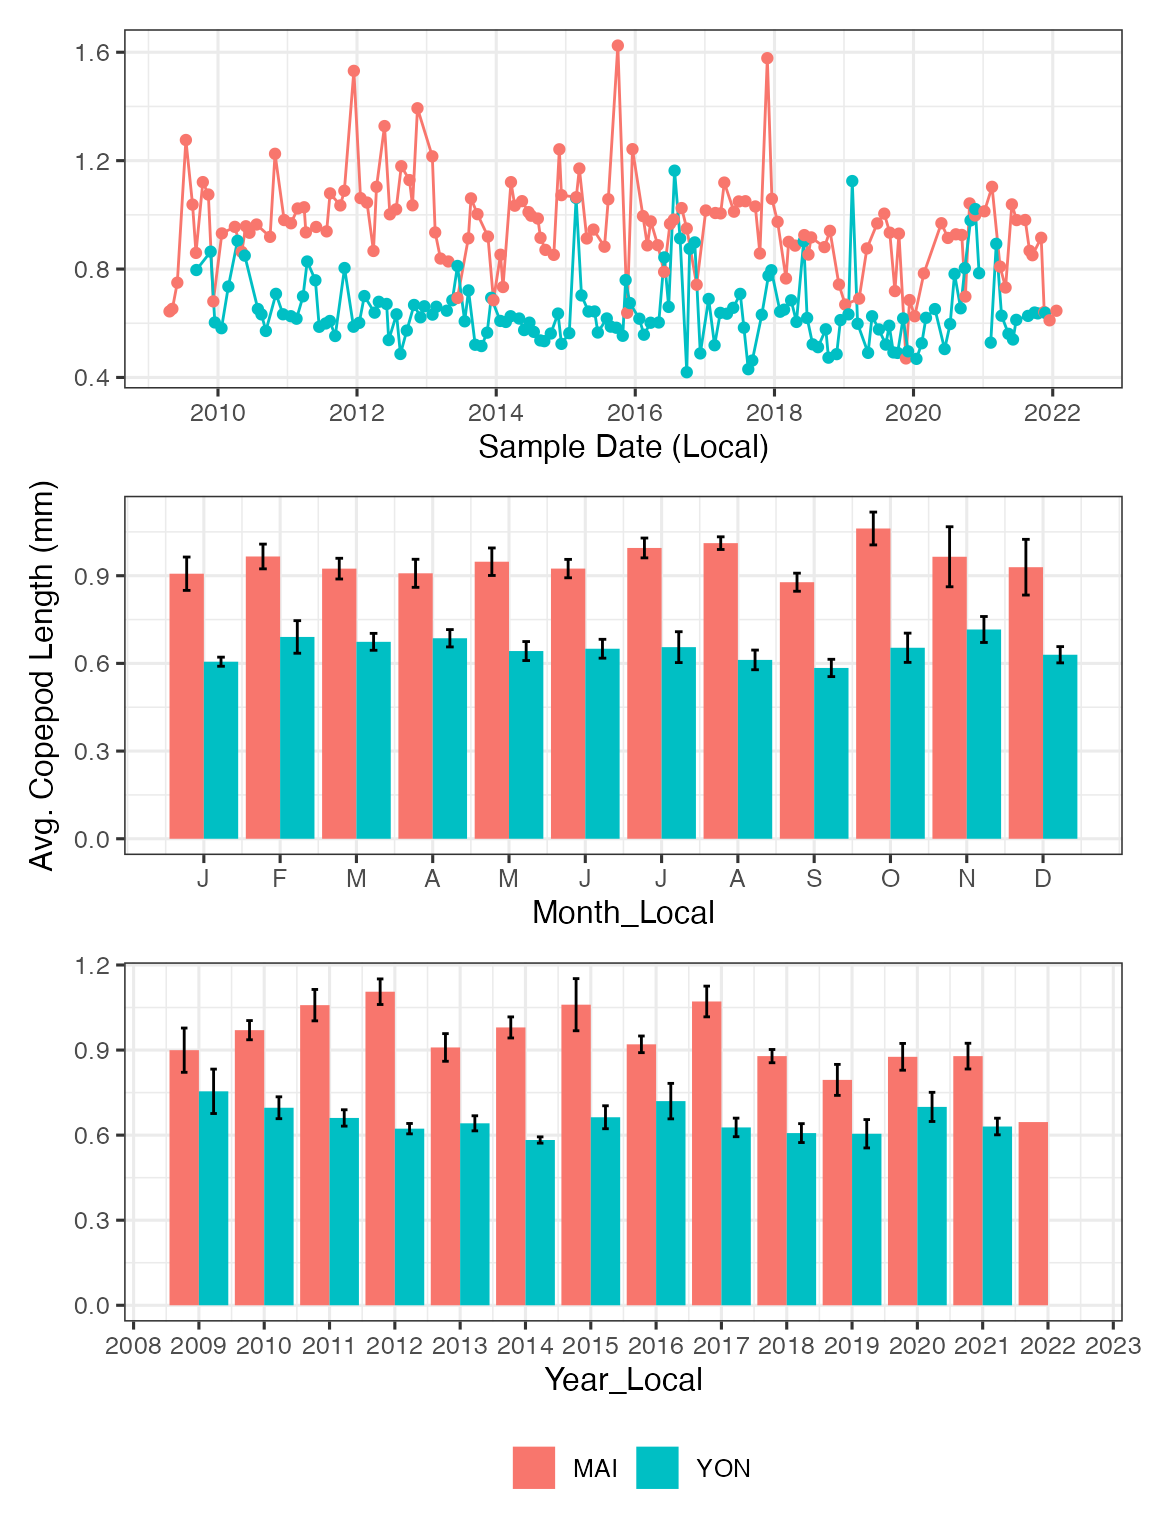 1.6
1.2
0.8
0.4
2010 2012 2014 2016 2018 2020 2022
Sample Date (Local)
Avg. Copepod Length (mm)
0.9
0.6
0.3
0.0
J F M A M J J A S O N D
Month_Local
1.2
0.9
0.6
0.3
0.0
2008 2009 2010 2011 2012 2013 2014 2015 2016 2017 2018 2019 2020 2021 2022 2023
Year_Local
MAI YON